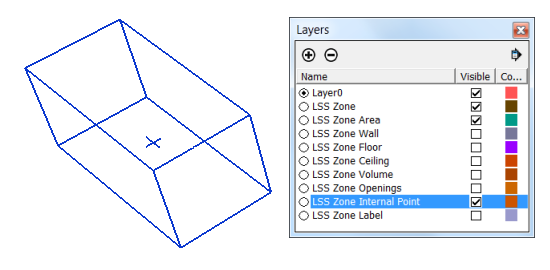 Layers
Name Visible Co...
Layer0
LSS Zone
LSS Zone Area
LSS Zone Wall
LSS Zone Floor
LSS Zone Ceiling
LSS Zone Volume
LSS Zone Openings
LSS Zone Internal Point
LSS Zone Label